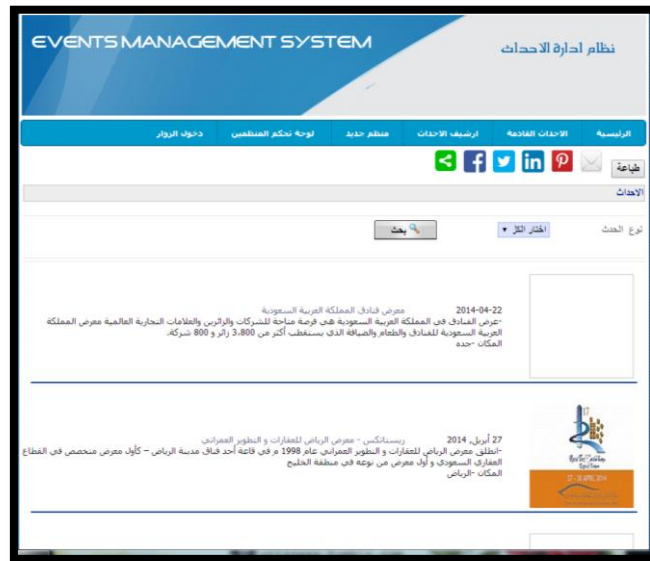 EVENTS MANAGEMENT SYSTEM
نظام ادارة الاحداث
الرئيسية الاحداث القادمة ارشيف الاحداث منظم جديد لوحة تحكم المنظمين دخول الزوار
طباعة
الاحداث
نوع الحدث اختار الكل بحث
2014-04-22 معرض فنادق المملكة العربية السعودية
-عرض الفنادق في المملكة العربية السعودية هي فرصة متاحة للشركات والزائرين والعلامات التجارية العالمية معرض المملكة
العربية السعودية للفنادق والطعام والضيافة الذي يستقطب أكثر من 3,800 زائر و 800 شركة.
المكان -جده
27 أبريل, 2014 ريستاتكس - معرض الرياض للعقارات و التطوير العمراني
-انطلق معرض الرياض للعقارات و التطوير العمراني عام 1998 م في قاعة أحد فنادق مدينة الرياض – كأول معرض متخصص في القطاع
العقاري السعودي و أول معرض من نوعه في منطقة الخليج
المكان -الرياض